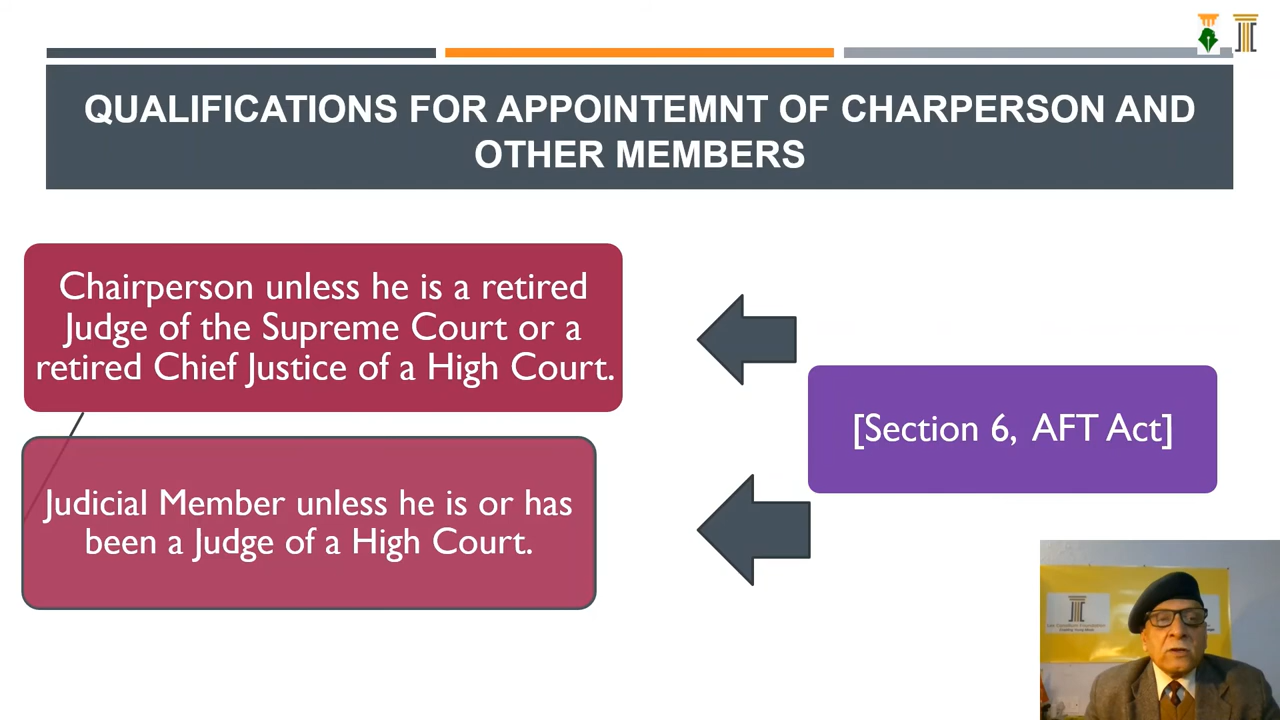 QUALIFICATIONS FOR APPOINTEMNT OF CHARPERSON AND
OTHER MEMBERS
Chairperson unless he is a retired
Judge of the Supreme Court or a
retired Chief Justice of a High Court.
[Section 6, AFT Act]
Judicial Member unless he is or has
been a Judge of a High Court.